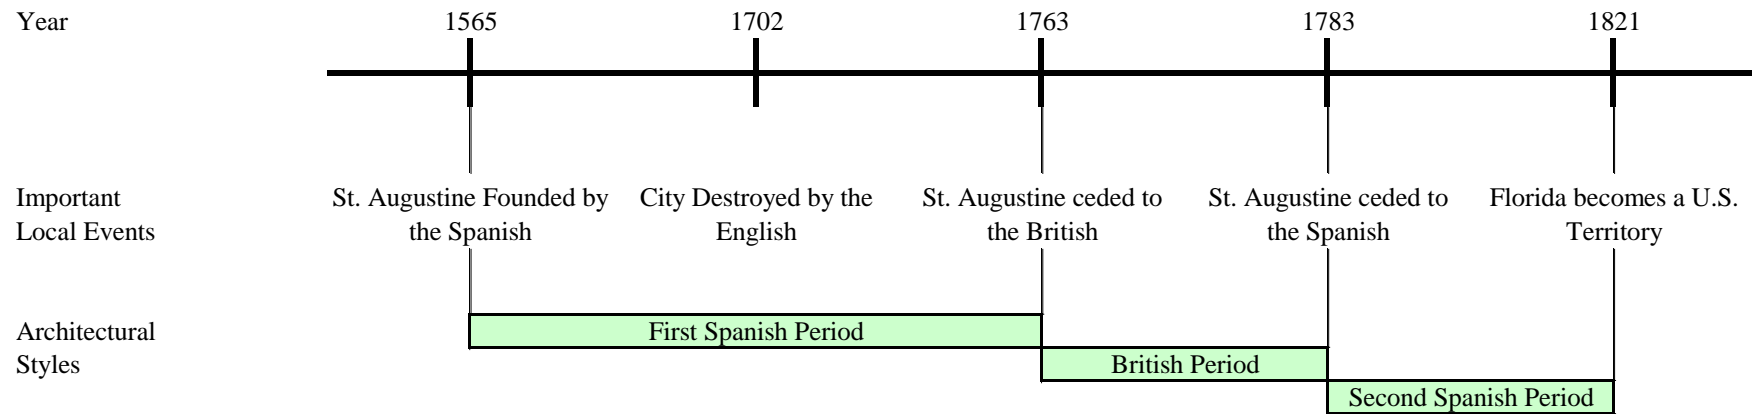 Year 1565 1702 1763 1783 1821
Important St. Augustine Founded by City Destroyed by the St. Augustine ceded to St. Augustine ceded to Florida becomes a U.S.
Local Events the Spanish English the British the Spanish Territory
Architectural First Spanish Period
Styles British Period
Second Spanish Period